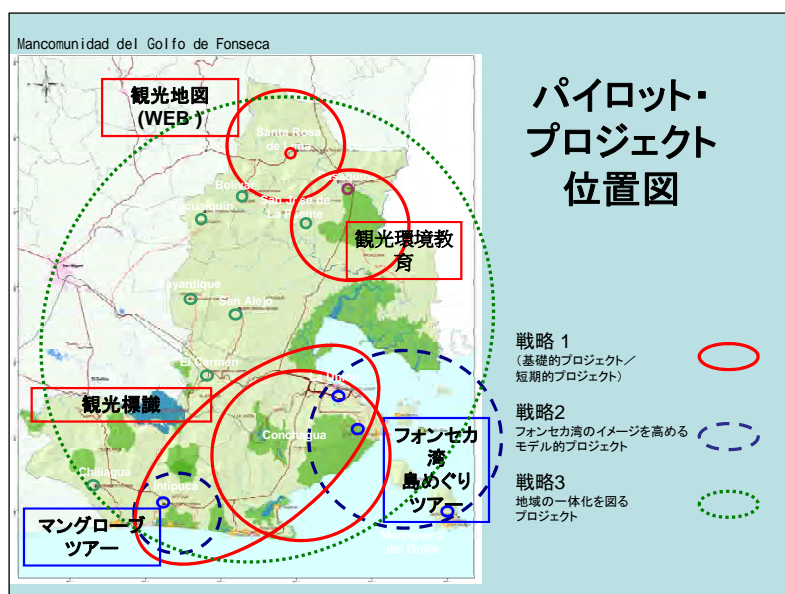 Mancomunidad del Golfo de Fonseca
パイロット・
プロジェクト
位置図
観光地図
(WEB )
Santa Rosa
de Lima
Bolivar
San Jose de
La Fuente
Yucuaiquin
観光環境教
育
Yayantique
San Alejo
El Carmen
観光標識
Conchagua
フォンセカ
湾
島めぐり
ツアー
Chiliagua
Intipuca
マングローブ
ツアー
Meanguera
del Golfo
戦略 1
(基礎的プロジェクト/
短期的プロジェクト)
戦略2
フォンセカ湾のイメージを高める
モデル的プロジェクト
戦略3
地域の一体化を図る
プロジェクト